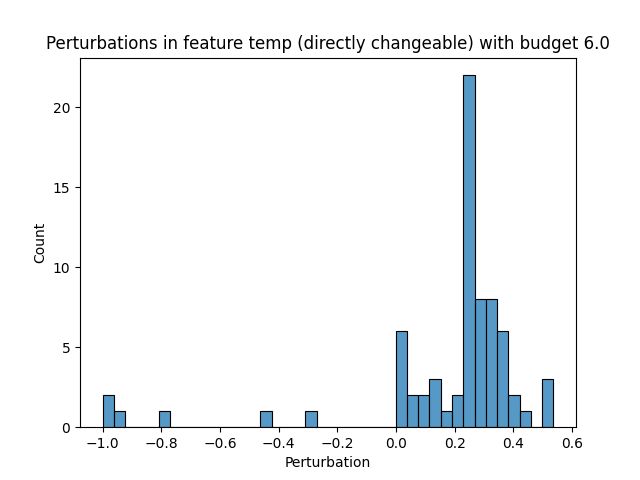 Perturbations in feature temp (directly changeable) with budget 6.0
20
15
10
5
0
Count
−1.0 −0.8 −0.6 −0.4 −0.2 0.0 0.2 0.4 0.6
Perturbation